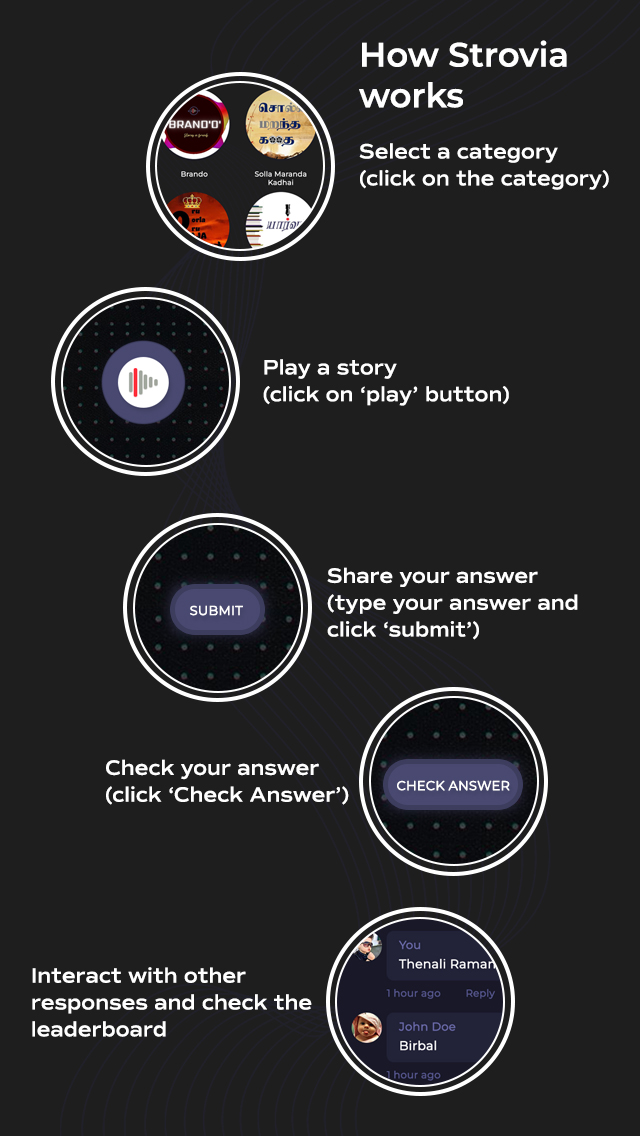 How Strovia
works
BRAND'O'
சொல்
மறந்த
கதை
Brando
Solla Maranda
Kadhai
Select a category
(click on the category)
ru
யார்
Play a story
(click on ‘play’ button)
SUBMIT
Share your answer
(type your answer and
click ‘submit’)
Check your answer
(click ‘Check Answer’)
CHECK ANSWER
Interact with other
responses and check the
leaderboard
You
Thenali Raman
1 hour ago Reply
John Doe
Birbal
1 hour ago